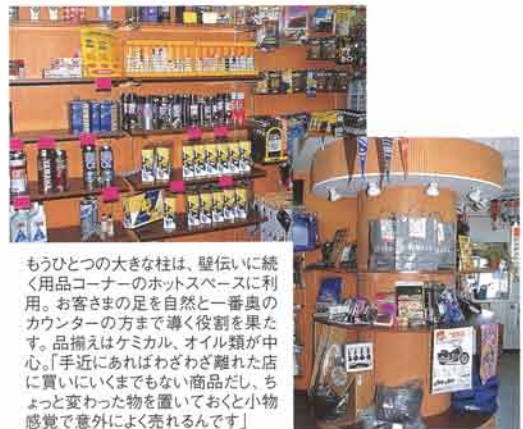 もうひとつの大きな柱は、壁伝いに続
く用品コーナーのホットスペースに利
用。お客さまの足を自然と一番奥の
カウンターの方まで導く役割を果た
す。品揃えはケミカル、オイル類が中
心。「手近にあればわざわざ離れた店
に買いにいくまでもない商品だし、ち
ょっと変わった物を置いておくと小物
感覚で意外によく売れるんです」